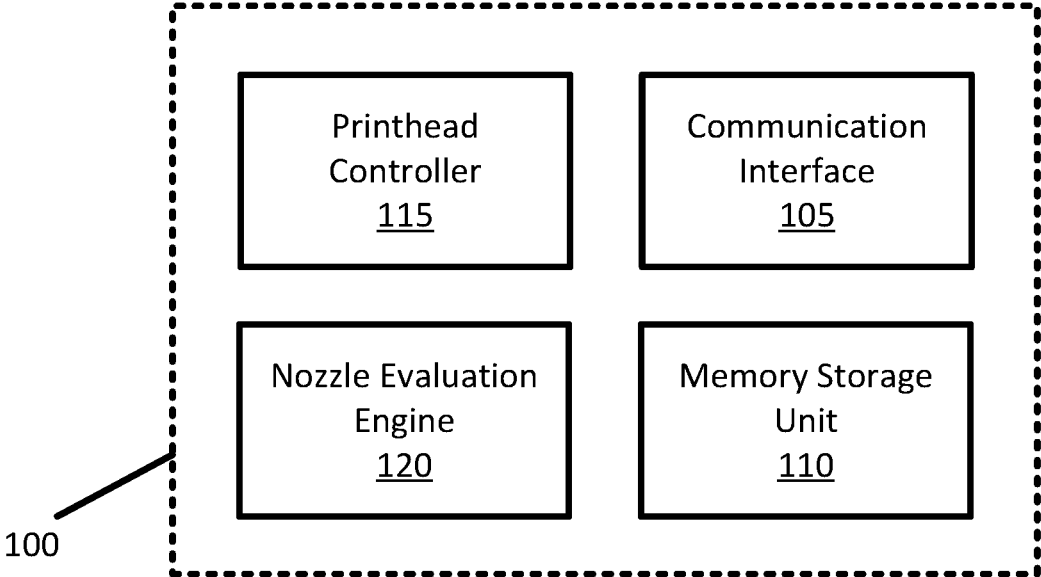 Printhead
Controller
115
Communication
Interface
105
Nozzle Evaluation
Engine
120
Memory Storage
Unit
110
100